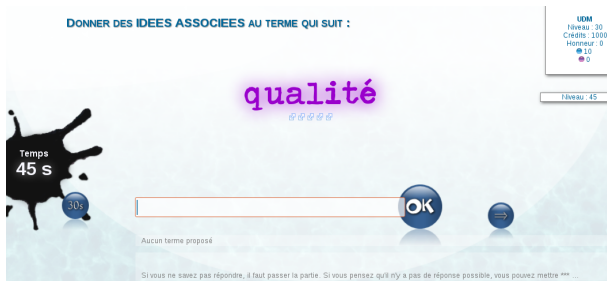 DONNER DES IDEES ASSOCIEES AU TERME QUI SUIT :
UDM
Niveau : 30
Crédits : 1000
Honneur : 0
10
0
qualité
Niveau : 45
Temps
45 s
30s
OK
Aucun terme proposé
Si vous ne savez pas répondre, il faut passer la partie. Si vous pensez qu'il n'y a pas de réponse possible, vous pouvez mettre *** ...